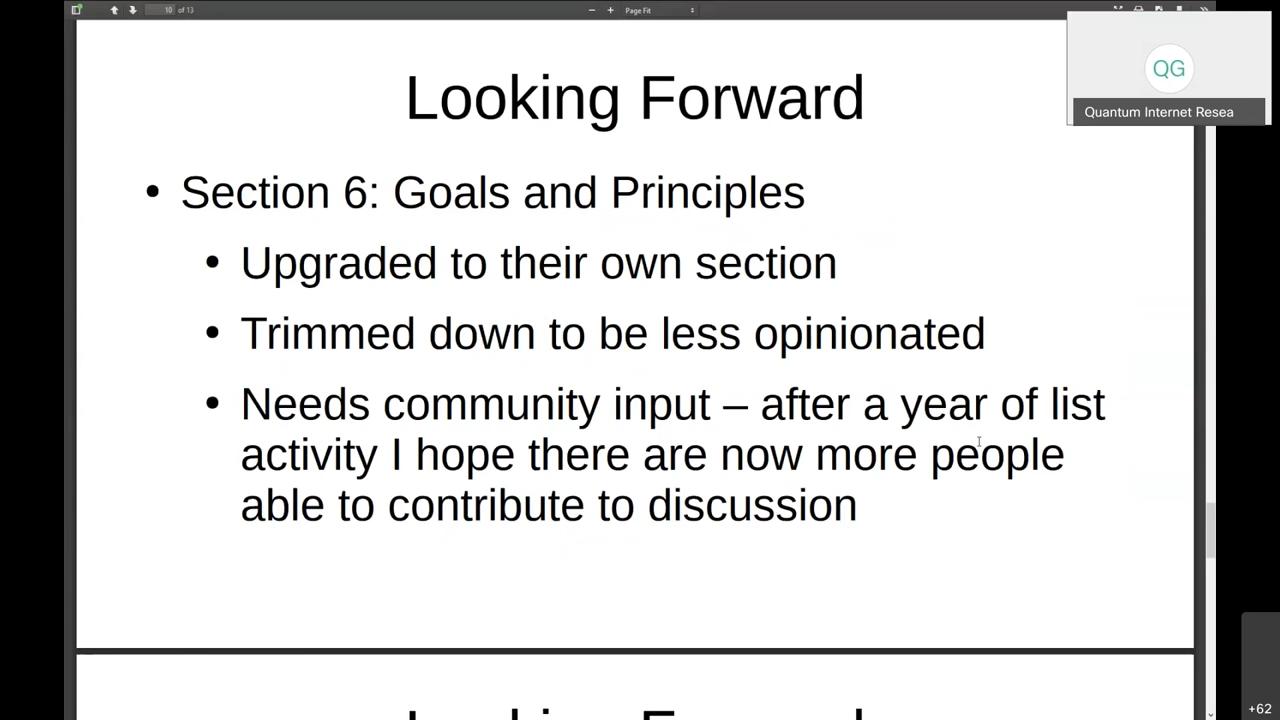 10 of 13
Page Fit
QG
Quantum Internet Resea
Looking Forward
• Section 6: Goals and Principles
• Upgraded to their own section
• Trimmed down to be less opinionated
• Needs community input – after a year of list
activity I hope there are now more people
able to contribute to discussion
Looking Forward
+62